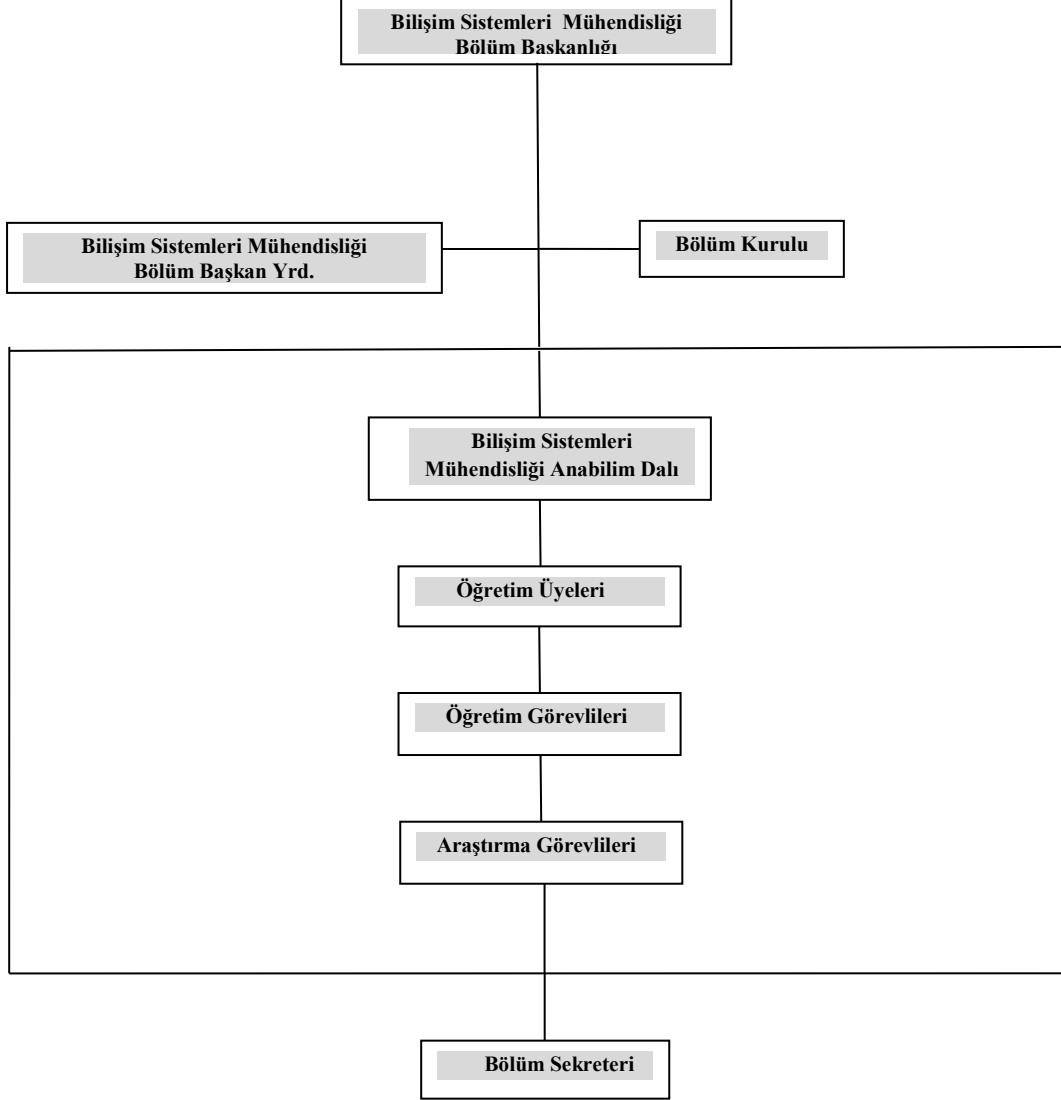 Bilişim Sistemleri Mühendisliği
Bölüm Başkanlığı
Bilişim Sistemleri Mühendisliği
Bölüm Başkan Yrd.
Bölüm Kurulu
Bilişim Sistemleri
Mühendisliği Anabilim Dalı
Öğretim Üyeleri
Öğretim Görevlileri
Araştırma Görevlileri
Bölüm Sekreteri